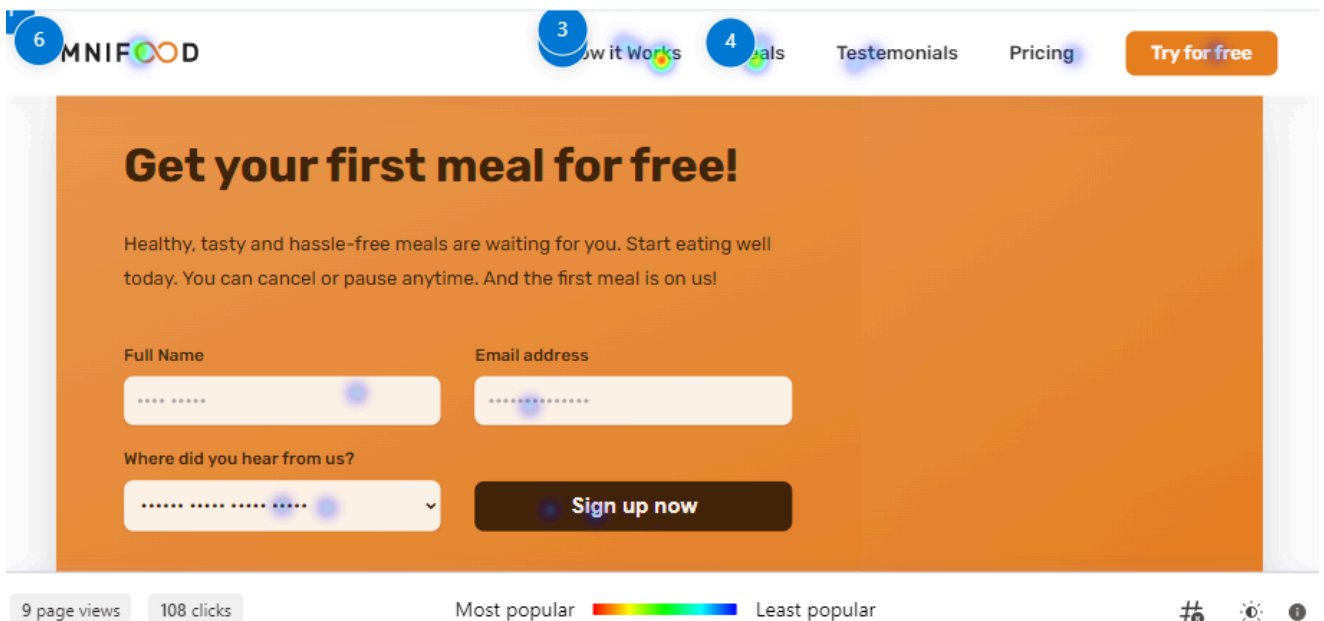 6 MNIFOOD 3 ow it Works 4 als Testemonials Pricing Try for free
Get your first meal for free!
Healthy, tasty and hassle-free meals are waiting for you. Start eating well
today. You can cancel or pause anytime. And the first meal is on us!
Full Name Email address
•••• ••••• ••••••••••••••
Where did you hear from us?
•••••• ••••• ••••• ••••• Sign up now
9 page views 108 clicks Most popular Least popular